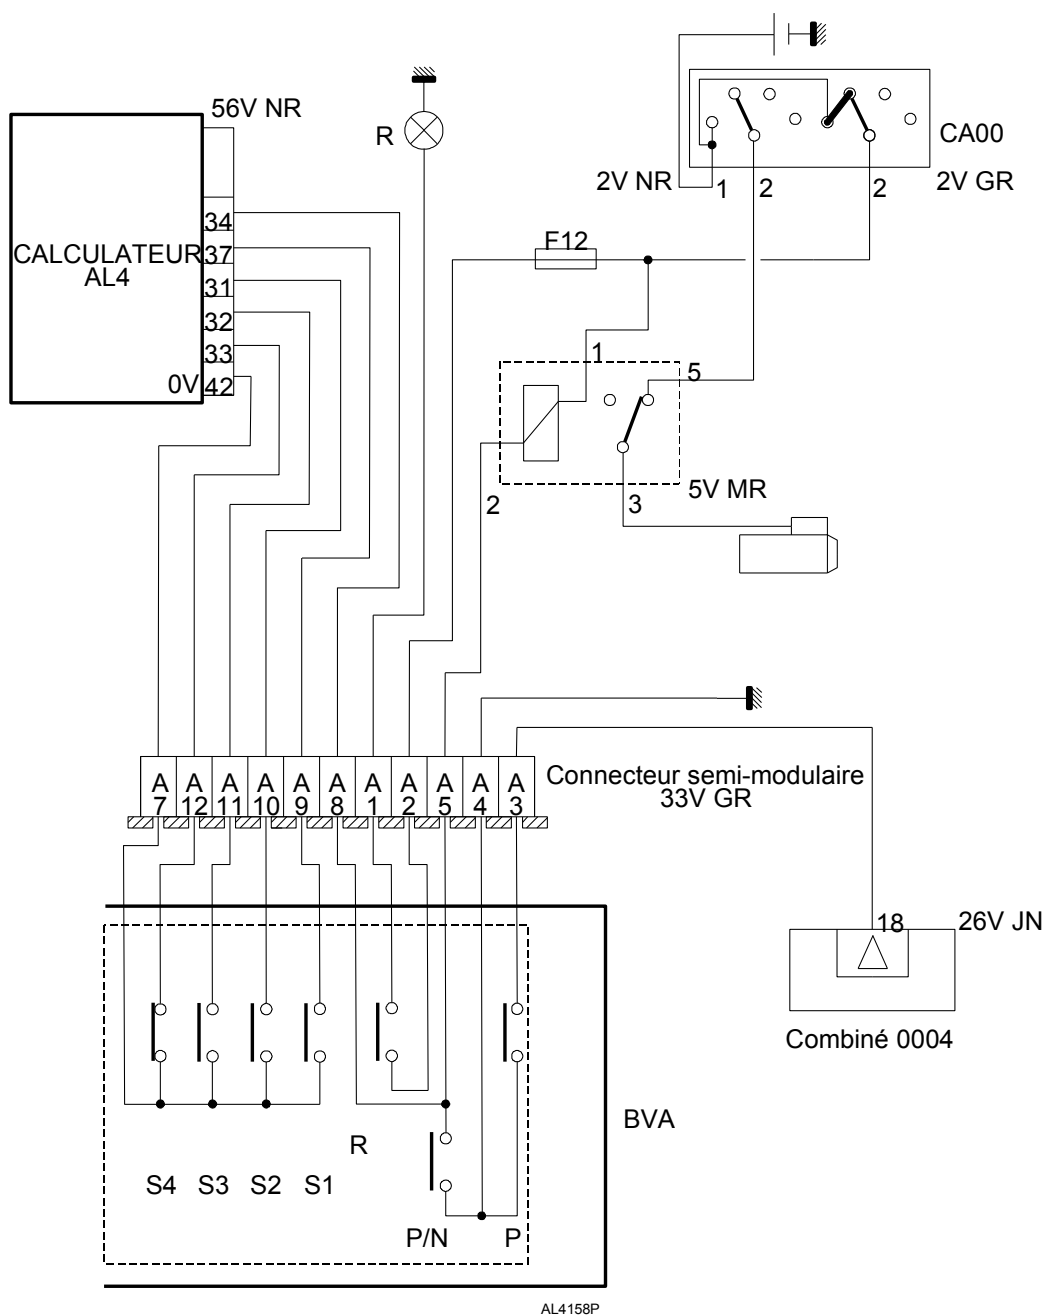 56V NR
R
CA00
2V NR
1
2
2
2V GR
34
CALCULATEUR
AL4
37
31
32
33
0V
42
F12
1
5
2
3
5V MR
A A A A A A A A A A A
7 12 11 10 9 8 1 2 5 4 3
Connecteur semi-modulaire
33V GR
18
26V JN
Combiné 0004
BVA
R
S4 S3 S2 S1
P/N
P
AL4158P